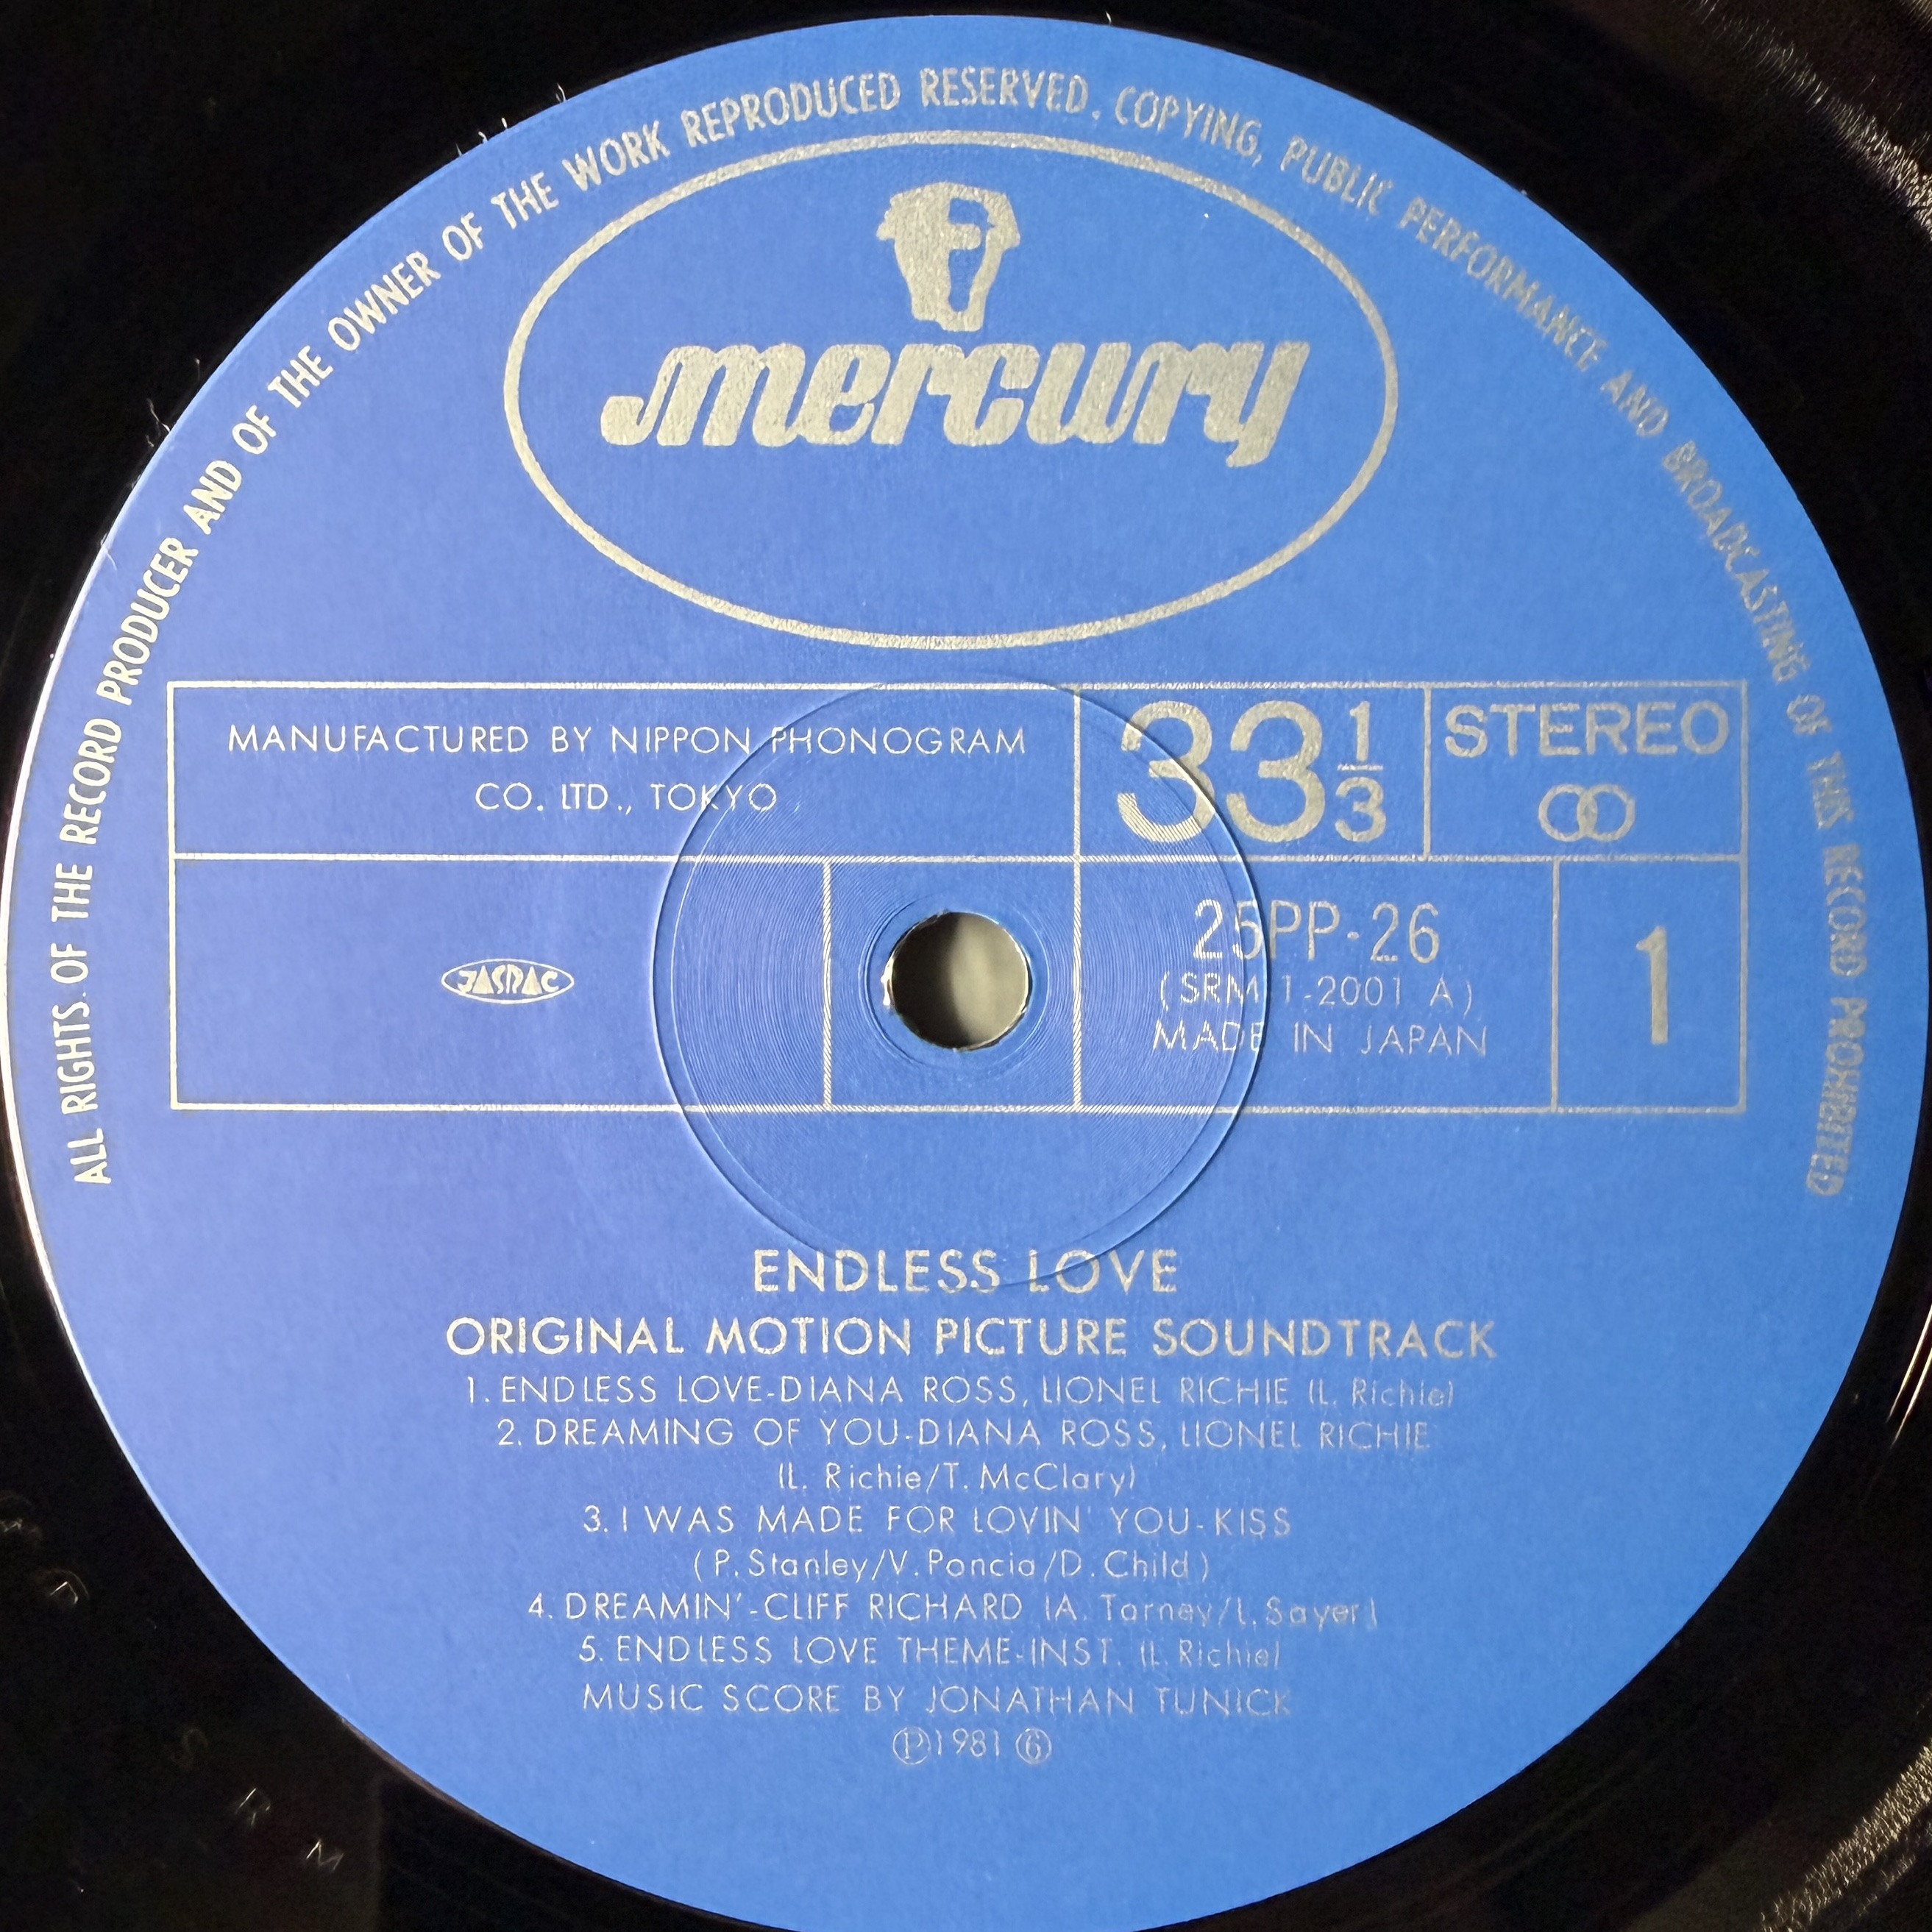 ALL RIGHTS OF THE RECORD PRODUCER AND OF THE OWNER OF THE WORK REPRODUCED RESERVED. COPYING, PUBLIC PERFORMANCE AND BROADCASTING OF THIS RECORD PROHIBITED
mercury
MANUFACTURED BY NIPPON PHONOGRAM
CO. LTD., TOKYO
33 1/3
STEREO
JASRAC
25PP-26
(SRM 1-2001 A)
MADE IN JAPAN
1
ENDLESS LOVE
ORIGINAL MOTION PICTURE SOUNDTRACK
1. ENDLESS LOVE-DIANA ROSS, LIONEL RICHIE (L. Richie)
2. DREAMING OF YOU-DIANA ROSS, LIONEL RICHIE
(L. Richie/T. McClary)
3. I WAS MADE FOR LOVIN' YOU-KISS
(P. Stanley/V. Poncia/D. Child)
4. DREAMIN'-CLIFF RICHARD (A. Tarney/L. Sayer)
5. ENDLESS LOVE THEME-INST. (L. Richie)
MUSIC SCORE BY JONATHAN TUNICK
Ⓟ1981 ⑥
S R M